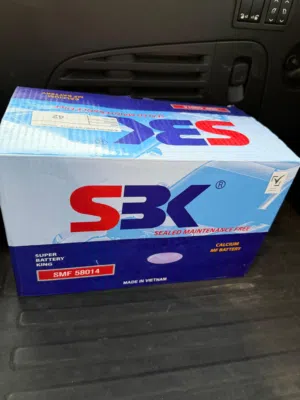 SBK
SBK®
SEALED MAINTENANCE FREE
SUPER
BATTERY
KING
SMF 58014
CALCIUM
MF BATTERY
MADE IN VIETNAM